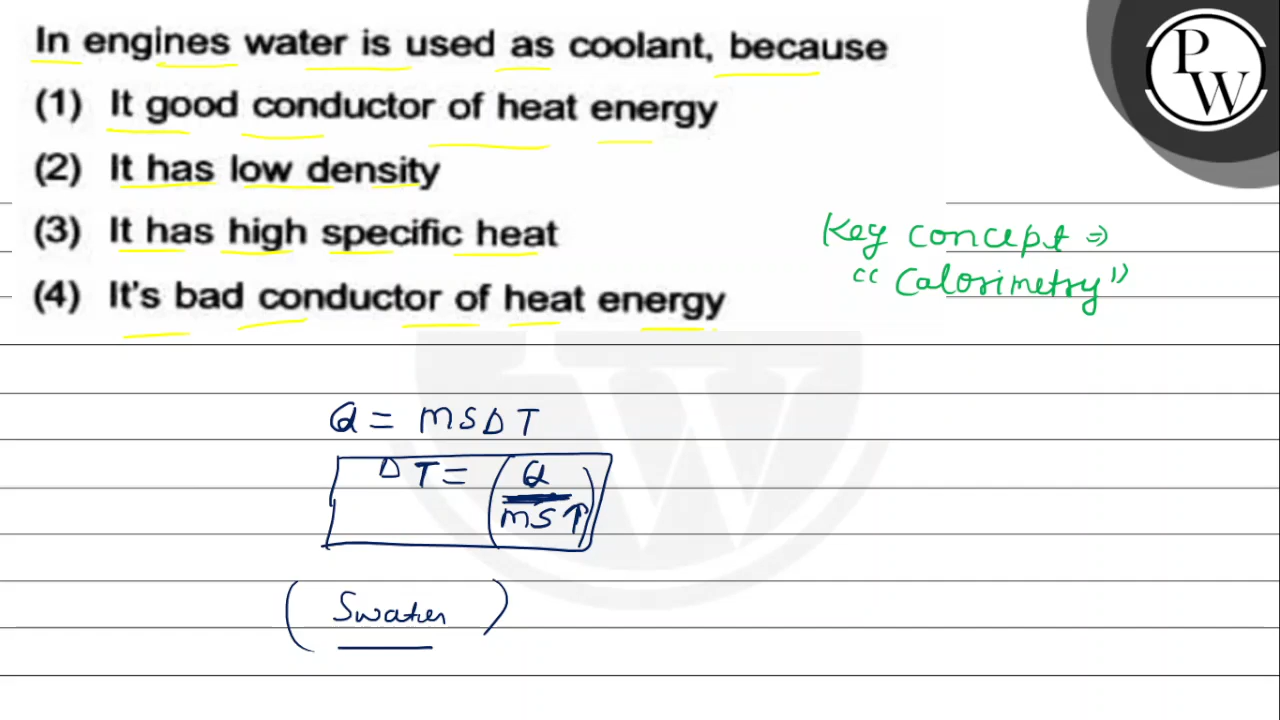 In engines water is used as coolant, because
(1) It good conductor of heat energy
(2) It has low density
(3) It has high specific heat
(4) It's bad conductor of heat energy
P
W
Key concept ⇒
"Calorimetry"
Q = MSΔT
ΔT = (Q/MS↑)
(Swater)